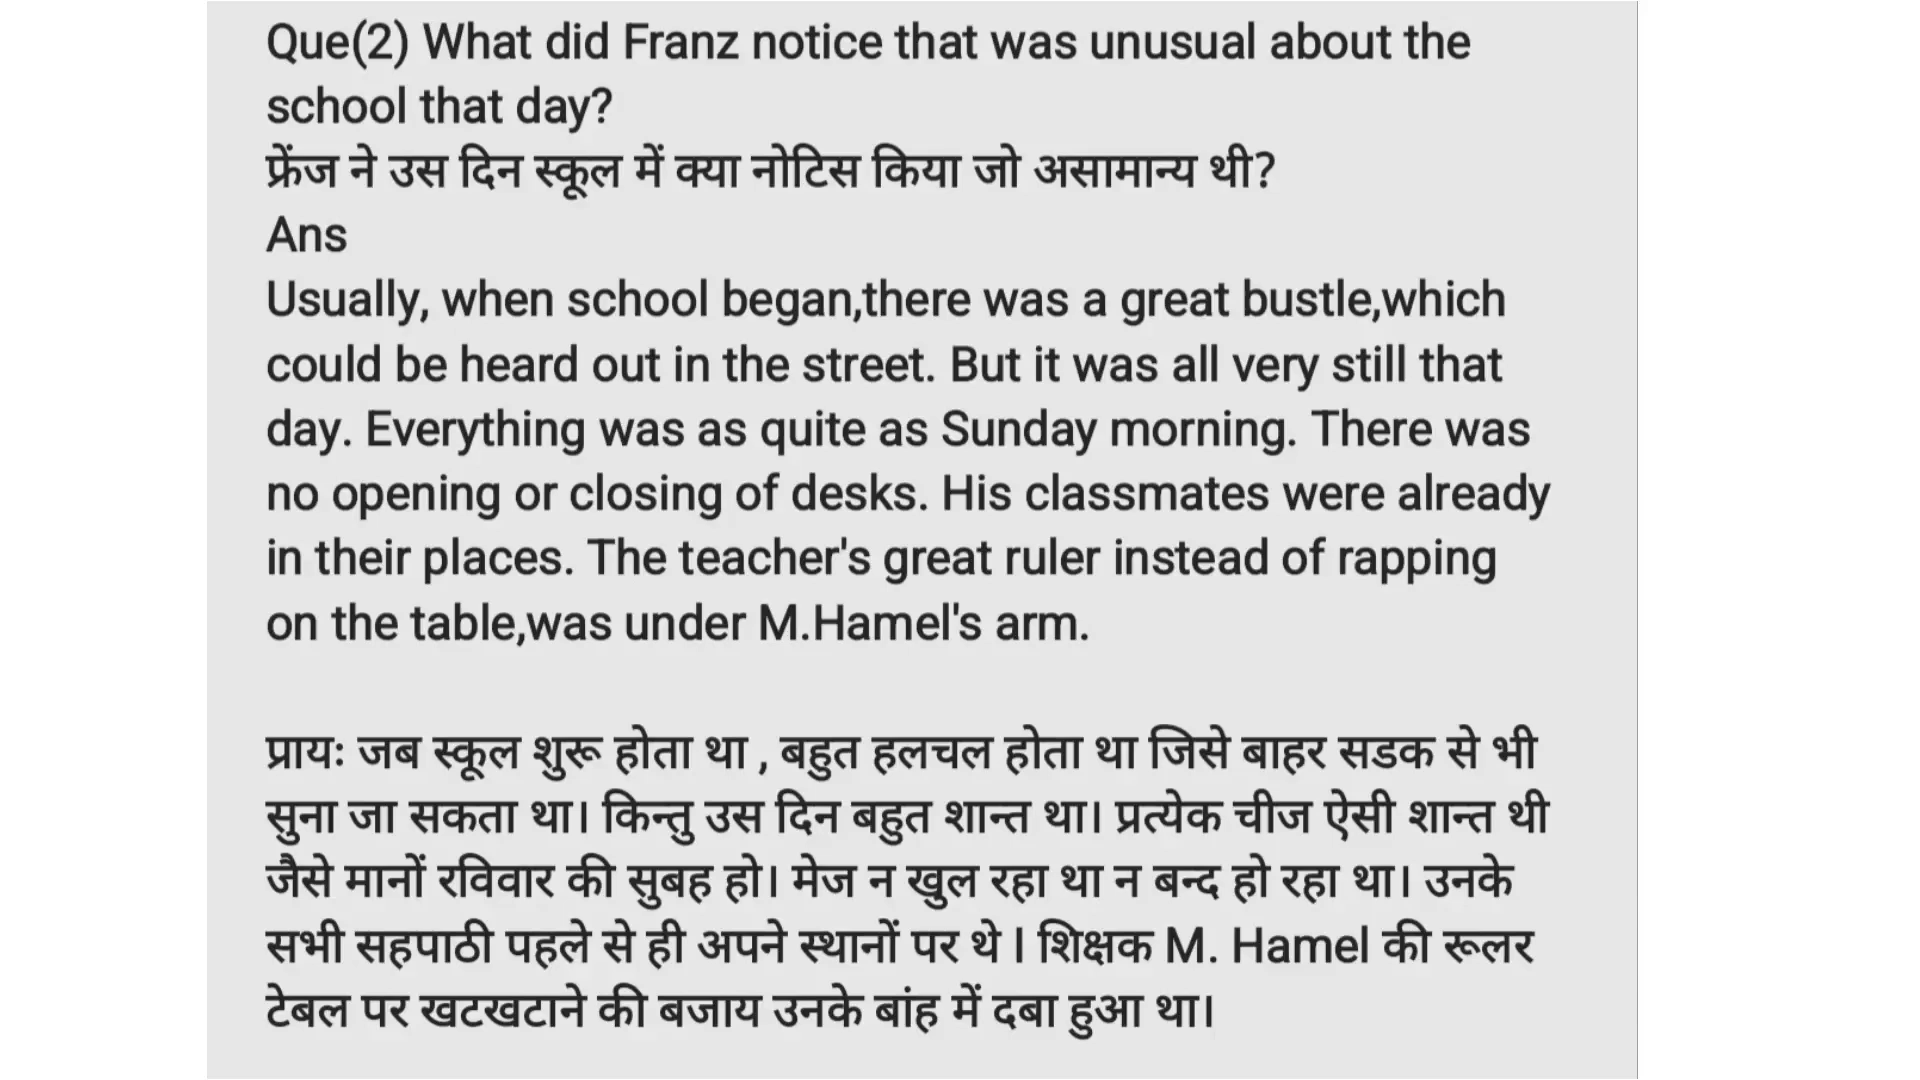 Que(2) What did Franz notice that was unusual about the
school that day?
फ्रेंज ने उस दिन स्कूल में क्या नोटिस किया जो असामान्य थी?
Ans
Usually, when school began,there was a great bustle,which
could be heard out in the street. But it was all very still that
day. Everything was as quite as Sunday morning. There was
no opening or closing of desks. His classmates were already
in their places. The teacher's great ruler instead of rapping
on the table,was under M.Hamel's arm.
प्रायः जब स्कूल शुरू होता था , बहुत हलचल होता था जिसे बाहर सडक से भी
सुना जा सकता था। किन्तु उस दिन बहुत शान्त था। प्रत्येक चीज ऐसी शान्त थी
जैसे मानों रविवार की सुबह हो। मेज न खुल रहा था न बन्द हो रहा था। उनके
सभी सहपाठी पहले से ही अपने स्थानों पर थे । शिक्षक M. Hamel की रूलर
टेबल पर खटखटाने की बजाय उनके बांह में दबा हुआ था।